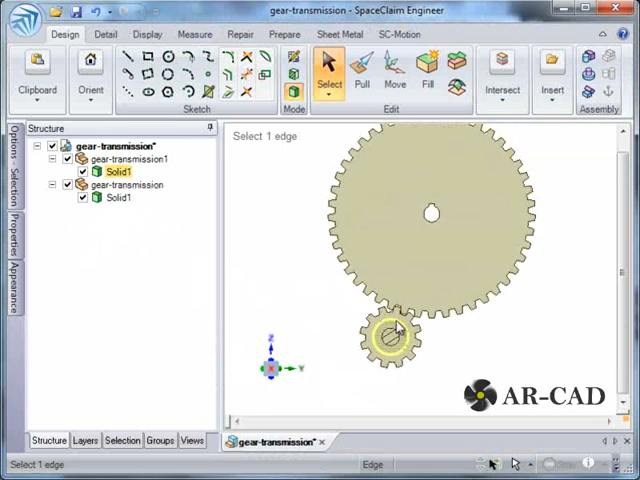 gear-transmission* - SpaceClaim Engineer
Design
Detail
Display
Measure
Repair
Prepare
Sheet Metal
SC-Motion
Clipboard
Orient
Select
Pull
Move
Fill
Intersect
Insert
Sketch
Mode
Edit
Assembly
Options - Selection
Properties
Appearance
Structure
gear-transmission*
gear-transmission1
Solid1
gear-transmission
Solid1
Select 1 edge
Z
X
Y
AR-CAD
Structure
Layers
Selection
Groups
Views
gear-transmission*
Select 1 edge
Edge